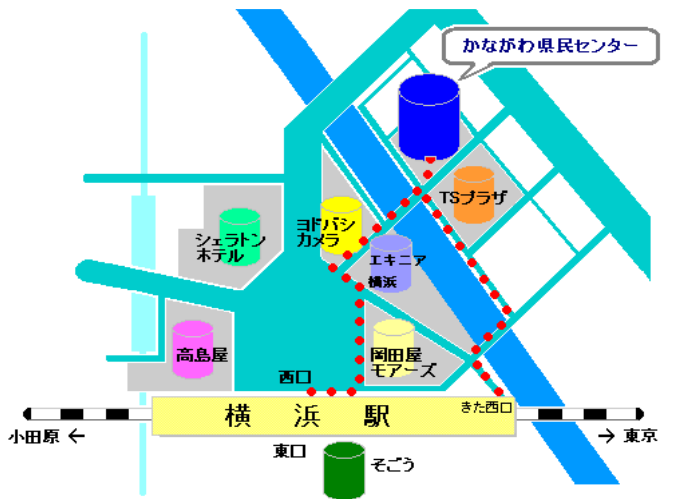 かながわ県民センター
TSプラザ
ヨドバシ
カメラ
シェラトン
ホテル
エキニア
横浜
高島屋
岡田屋
モアーズ
西口
きた西口
横浜駅
小田原 ←
→ 東京
東口
そごう